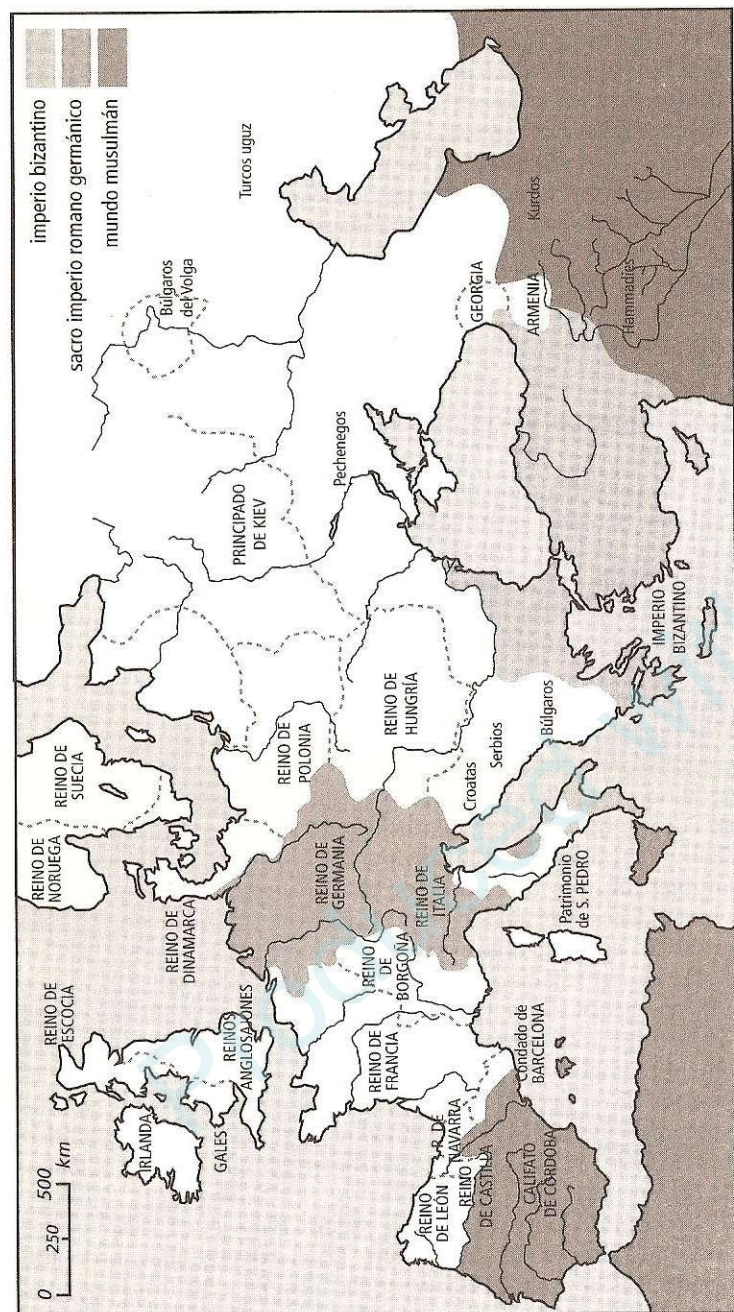 0 250 500
km
imperio bizantino
sacro imperio romano germánico
mundo musulmán
REINO DE
ESCOCIA
IRLANDA
GALES
REINOS
ANGLOSAJONES
REINO DE
NORUEGA
REINO DE
SUECIA
REINO DE
DINAMARCA
REINO DE
GERMANIA
REINO DE
POLONIA
PRINCIPADO
DE KIEV
Búlgaros
del Volga
Turcos uguz
Pechenegos
REINO DE
FRANCIA
REINO
DE
BORGOÑA
REINO DE
ITALIA
REINO DE
HUNGRÍA
Croatas
Serbios
Búlgaros
GEORGIA
ARMENIA
Kurdos
Hammadíes
REINO
DE LEÓN
REINO
DE CASTILLA
R. DE
NAVARRA
CALIFATO
DE CÓRDOBA
Condado de
BARCELONA
Patrimonio
de S. PEDRO
IMPERIO
BIZANTINO
Produced wi